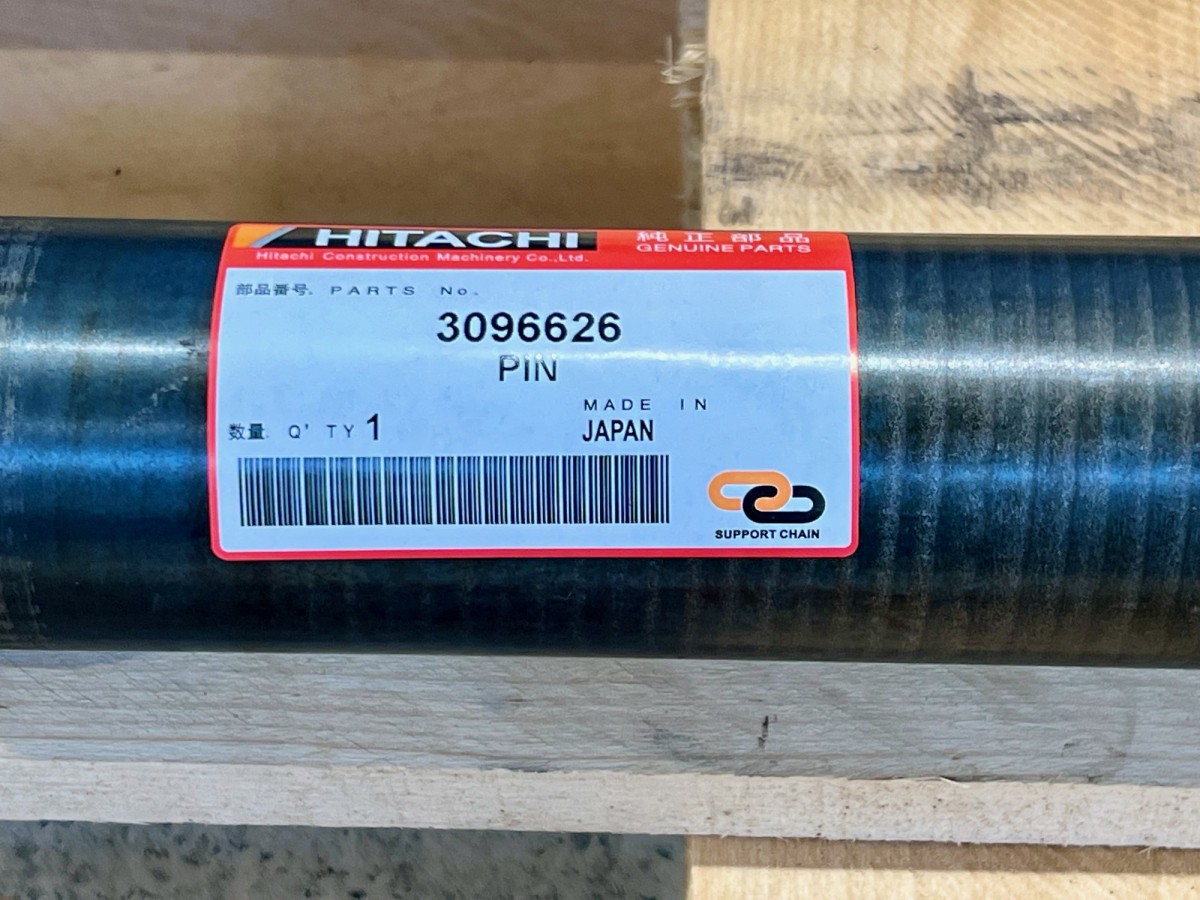 HITACHI 純正部品
Hitachi Construction Machinery Co.,Ltd. GENUINE PARTS
部品番号. PARTS No.
3096626
PIN
MADE IN
数量. Q'TY 1 JAPAN
SUPPORT CHAIN